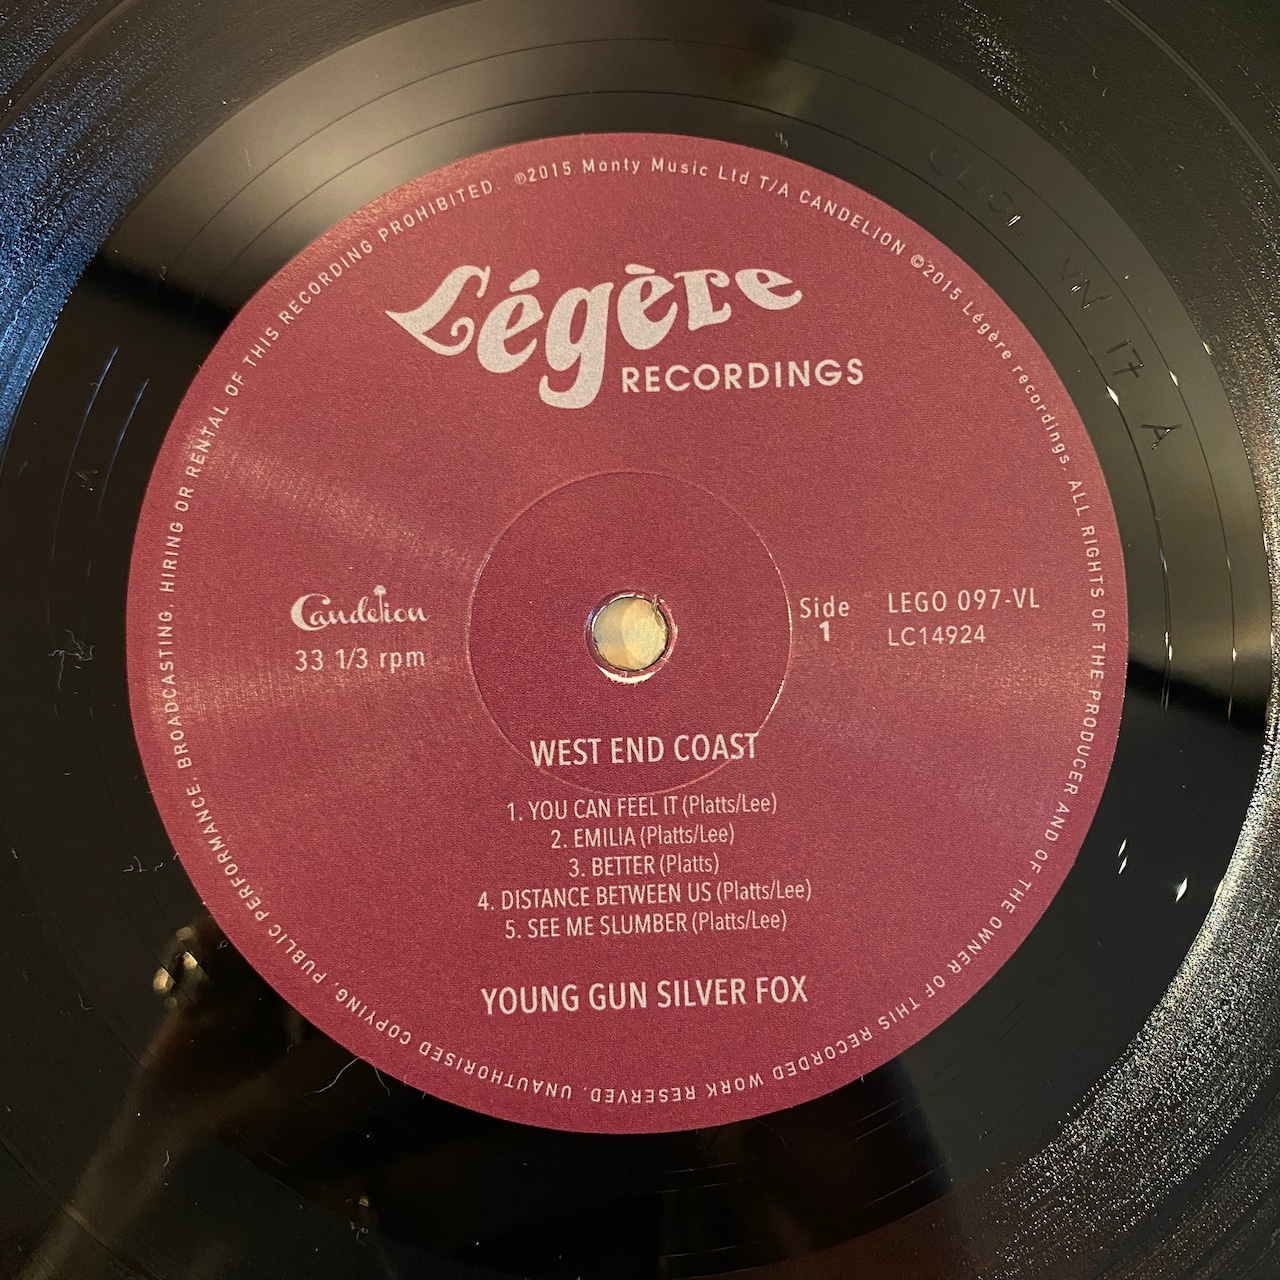 Légère
RECORDINGS
Candelion
33 1/3 rpm
Side
1
LEGO 097-VL
LC14924
WEST END COAST
1. YOU CAN FEEL IT (Platts/Lee)
2. EMILIA (Platts/Lee)
3. BETTER (Platts)
4. DISTANCE BETWEEN US (Platts/Lee)
5. SEE ME SLUMBER (Platts/Lee)
YOUNG GUN SILVER FOX
℗2015 Monty Music Ltd T/A CANDELION ©2015 Légère recordings. ALL RIGHTS OF THE PRODUCER AND OF THE OWNER OF THIS RECORDED WORK RESERVED. UNAUTHORISED COPYING, PUBLIC PERFORMANCE, BROADCASTING, HIRING OR RENTAL OF THIS RECORDING PROHIBITED.
VN 17 A